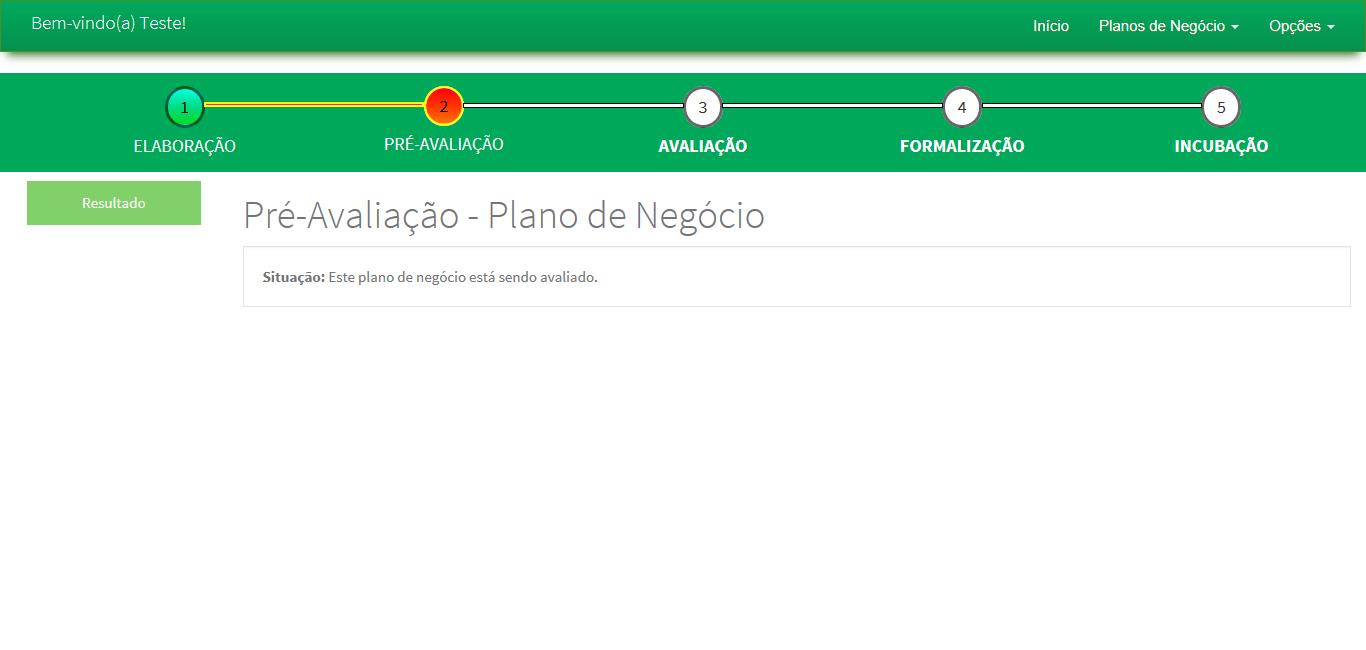 Bem-vindo(a) Teste!
Início
Planos de Negócio
Opções
1
2
3
4
5
ELABORAÇÃO
PRÉ-AVALIAÇÃO
AVALIAÇÃO
FORMALIZAÇÃO
INCUBAÇÃO
Resultado
Pré-Avaliação - Plano de Negócio
Situação: Este plano de negócio está sendo avaliado.